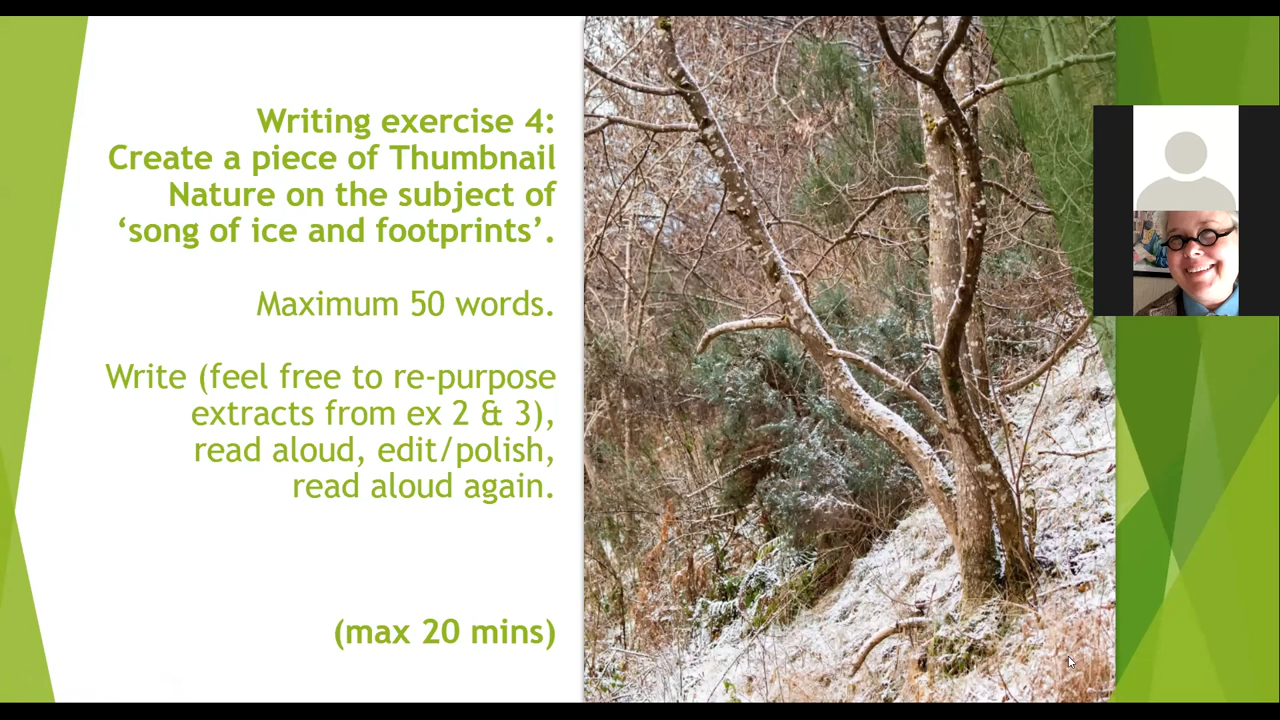 Writing exercise 4:
Create a piece of Thumbnail
Nature on the subject of
‘song of ice and footprints’.
Maximum 50 words.
Write (feel free to re-purpose
extracts from ex 2 & 3),
read aloud, edit/polish,
read aloud again.
(max 20 mins)